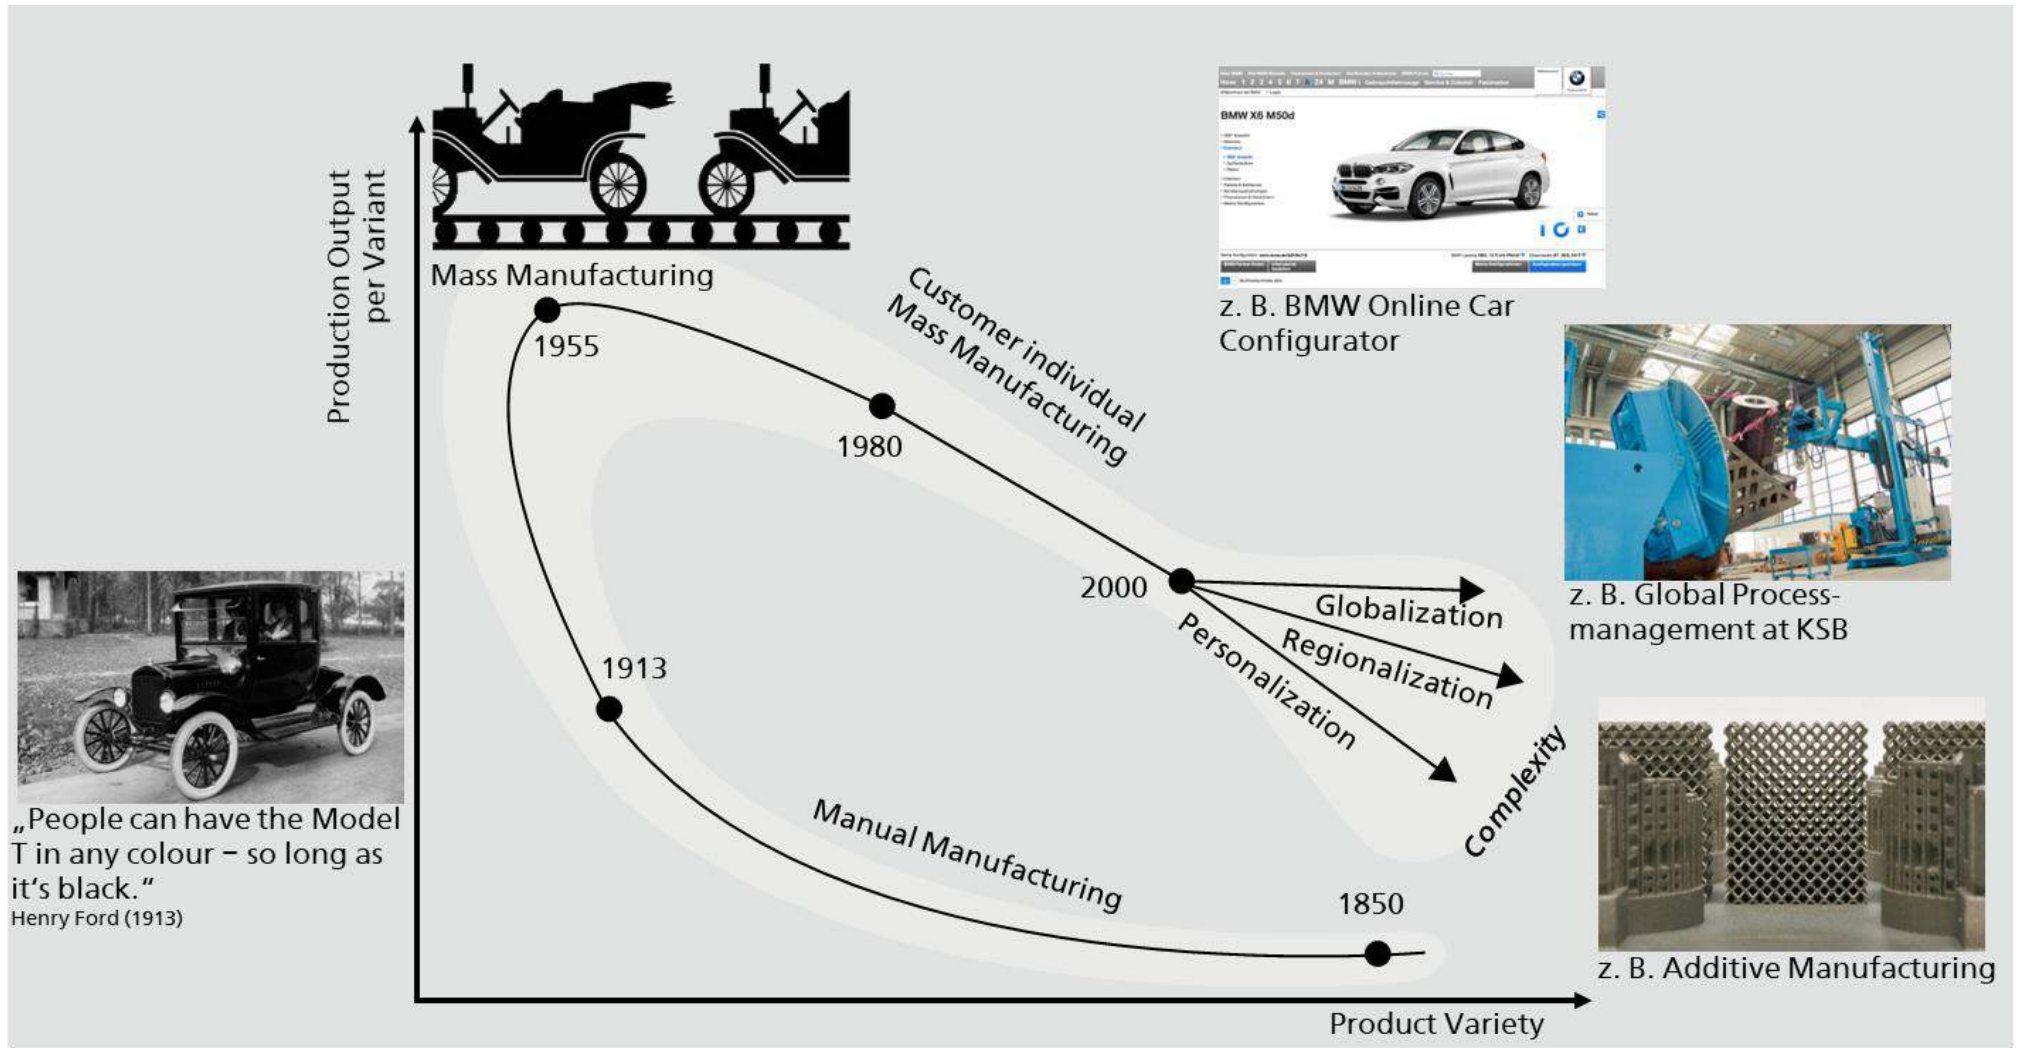 Production Output
per Variant
Mass Manufacturing
1955
1980
Customer individual
Mass Manufacturing
BMW X6 M50d
z. B. BMW Online Car
Configurator
2000
Globalization
Regionalization
Personalization
Complexity
z. B. Global Process-
management at KSB
1913
„People can have the Model
T in any colour – so long as
it‘s black.“
Henry Ford (1913)
Manual Manufacturing
1850
z. B. Additive Manufacturing
Product Variety